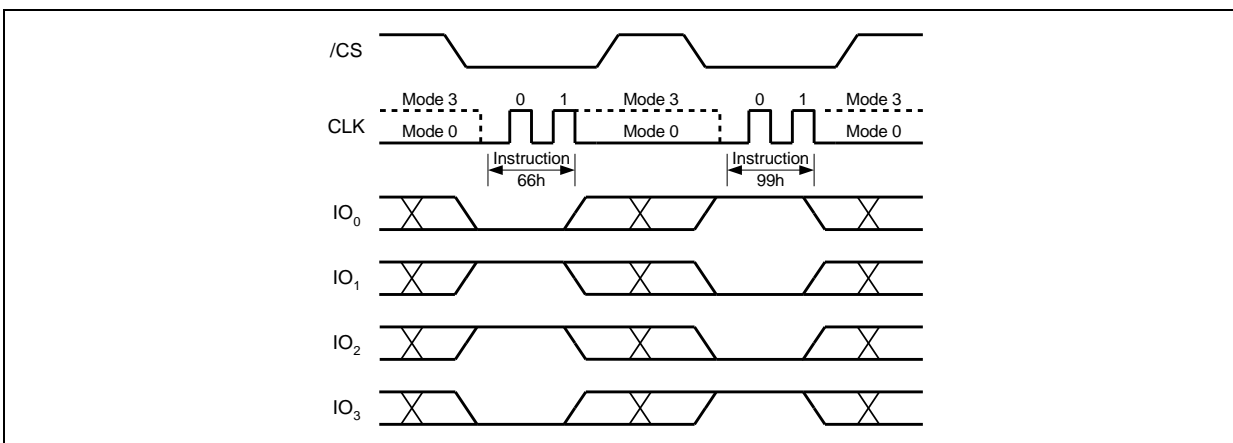 /CS
Mode 3 0 1 Mode 3 0 1 Mode 3
CLK Mode 0 Mode 0 Mode 0
Instruction Instruction
66h 99h
IO0
IO1
IO2
IO3